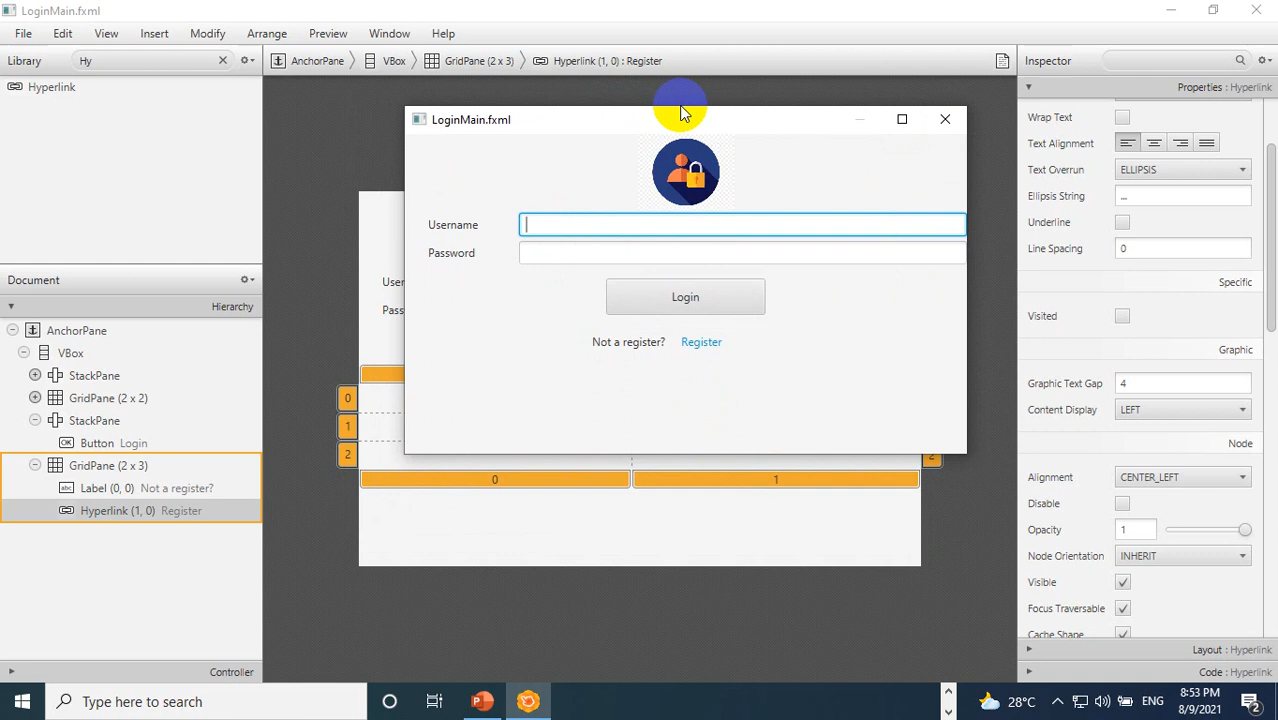 LoginMain.fxml
File Edit View Insert Modify Arrange Preview Window Help
Library Hy
AnchorPane VBox GridPane (2 x 3) Hyperlink (1, 0) : Register
Inspector
Hyperlink
Properties : Hyperlink
Wrap Text
Text Alignment
Text Overrun ELLIPSIS
Ellipsis String ...
Underline
Line Spacing 0
Specific
Visited
Graphic
Graphic Text Gap 4
Content Display LEFT
Node
Alignment CENTER_LEFT
Disable
Opacity 1
Node Orientation INHERIT
Visible
Focus Traversable
Cache Shape
Layout : Hyperlink
Code : Hyperlink
LoginMain.fxml
Username
Password
Login
Not a register? Register
User
Pass
0
1
2
2
0 1
Document
Hierarchy
AnchorPane
VBox
StackPane
GridPane (2 x 2)
StackPane
OK Button Login
GridPane (2 x 3)
abc Label (0, 0) Not a register?
Hyperlink (1, 0) Register
Controller
Type here to search
28°C
ENG
8:53 PM
8/9/2021
2